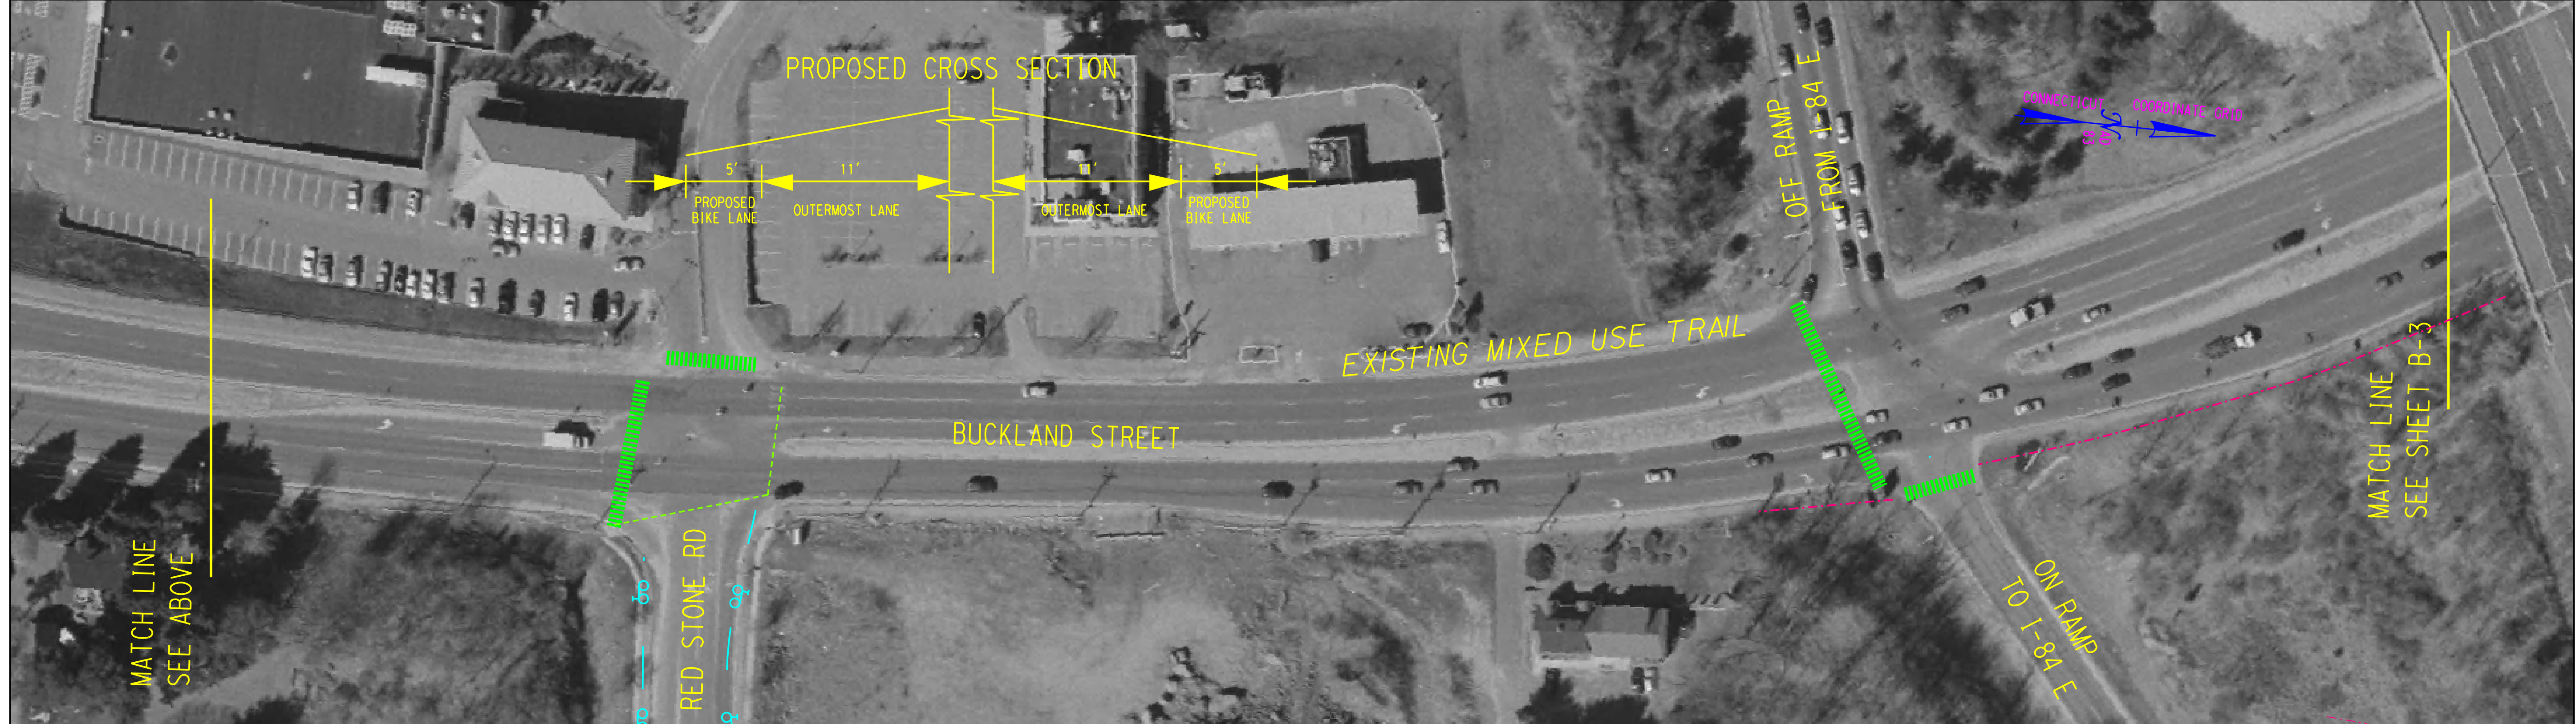 PROPOSED CROSS SECTION
5'
11'
11'
5'
PROPOSED
BIKE LANE
OUTERMOST LANE
OUTERMOST LANE
PROPOSED
BIKE LANE
OFF RAMP
FROM I-84 E
CONNECTICUT COORDINATE GRID
EXISTING MIXED USE TRAIL
BUCKLAND STREET
MATCH LINE
SEE ABOVE
RED STONE RD
ON RAMP
TO I-84 E
MATCH LINE
SEE SHEET B-3